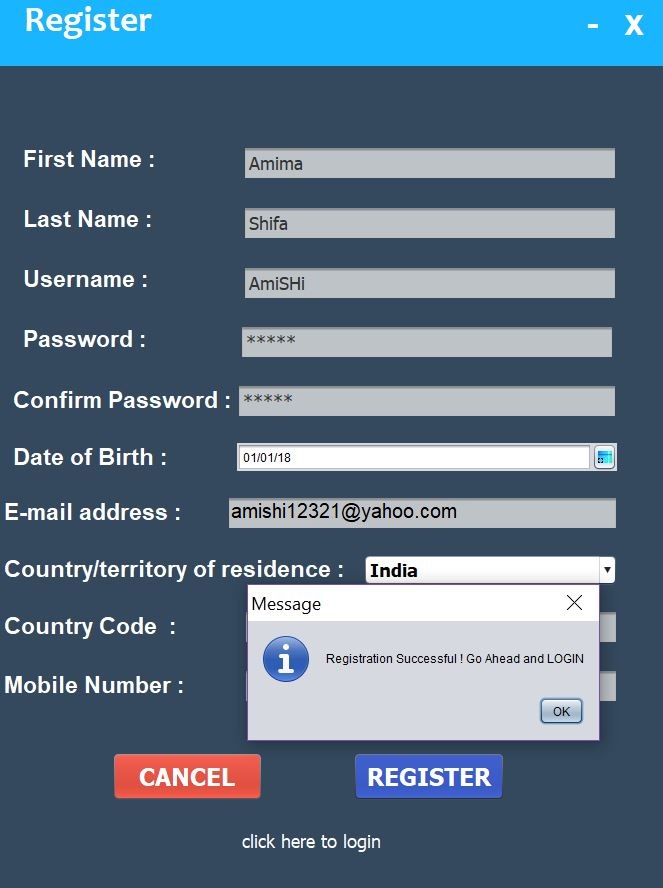 Register
- X
First Name : Amima
Last Name : Shifa
Username : AmiSHi
Password : *****
Confirm Password : *****
Date of Birth : 01/01/18
E-mail address : amishi12321@yahoo.com
Country/territory of residence : India
Message
Country Code :
Registration Successful ! Go Ahead and LOGIN
Mobile Number :
OK
CANCEL REGISTER
click here to login